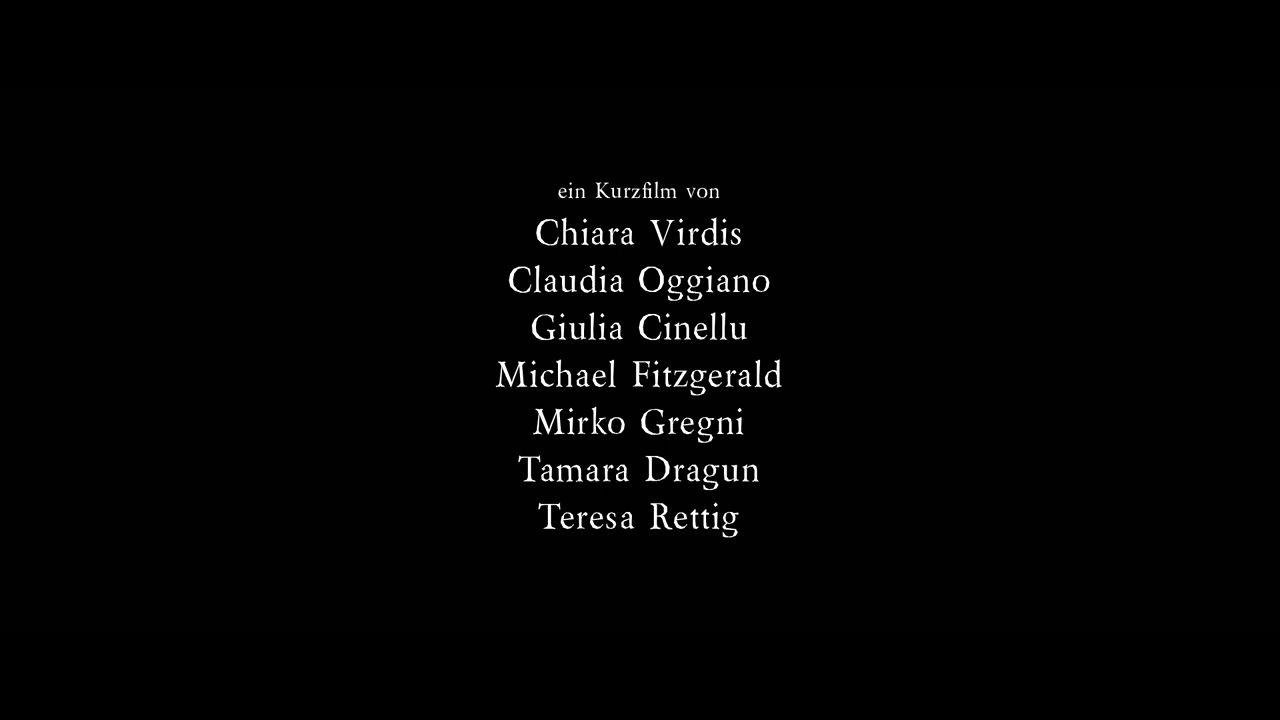 ein Kurzfilm von
Chiara Virdis
Claudia Oggiano
Giulia Cinellu
Michael Fitzgerald
Mirko Gregni
Tamara Dragun
Teresa Rettig